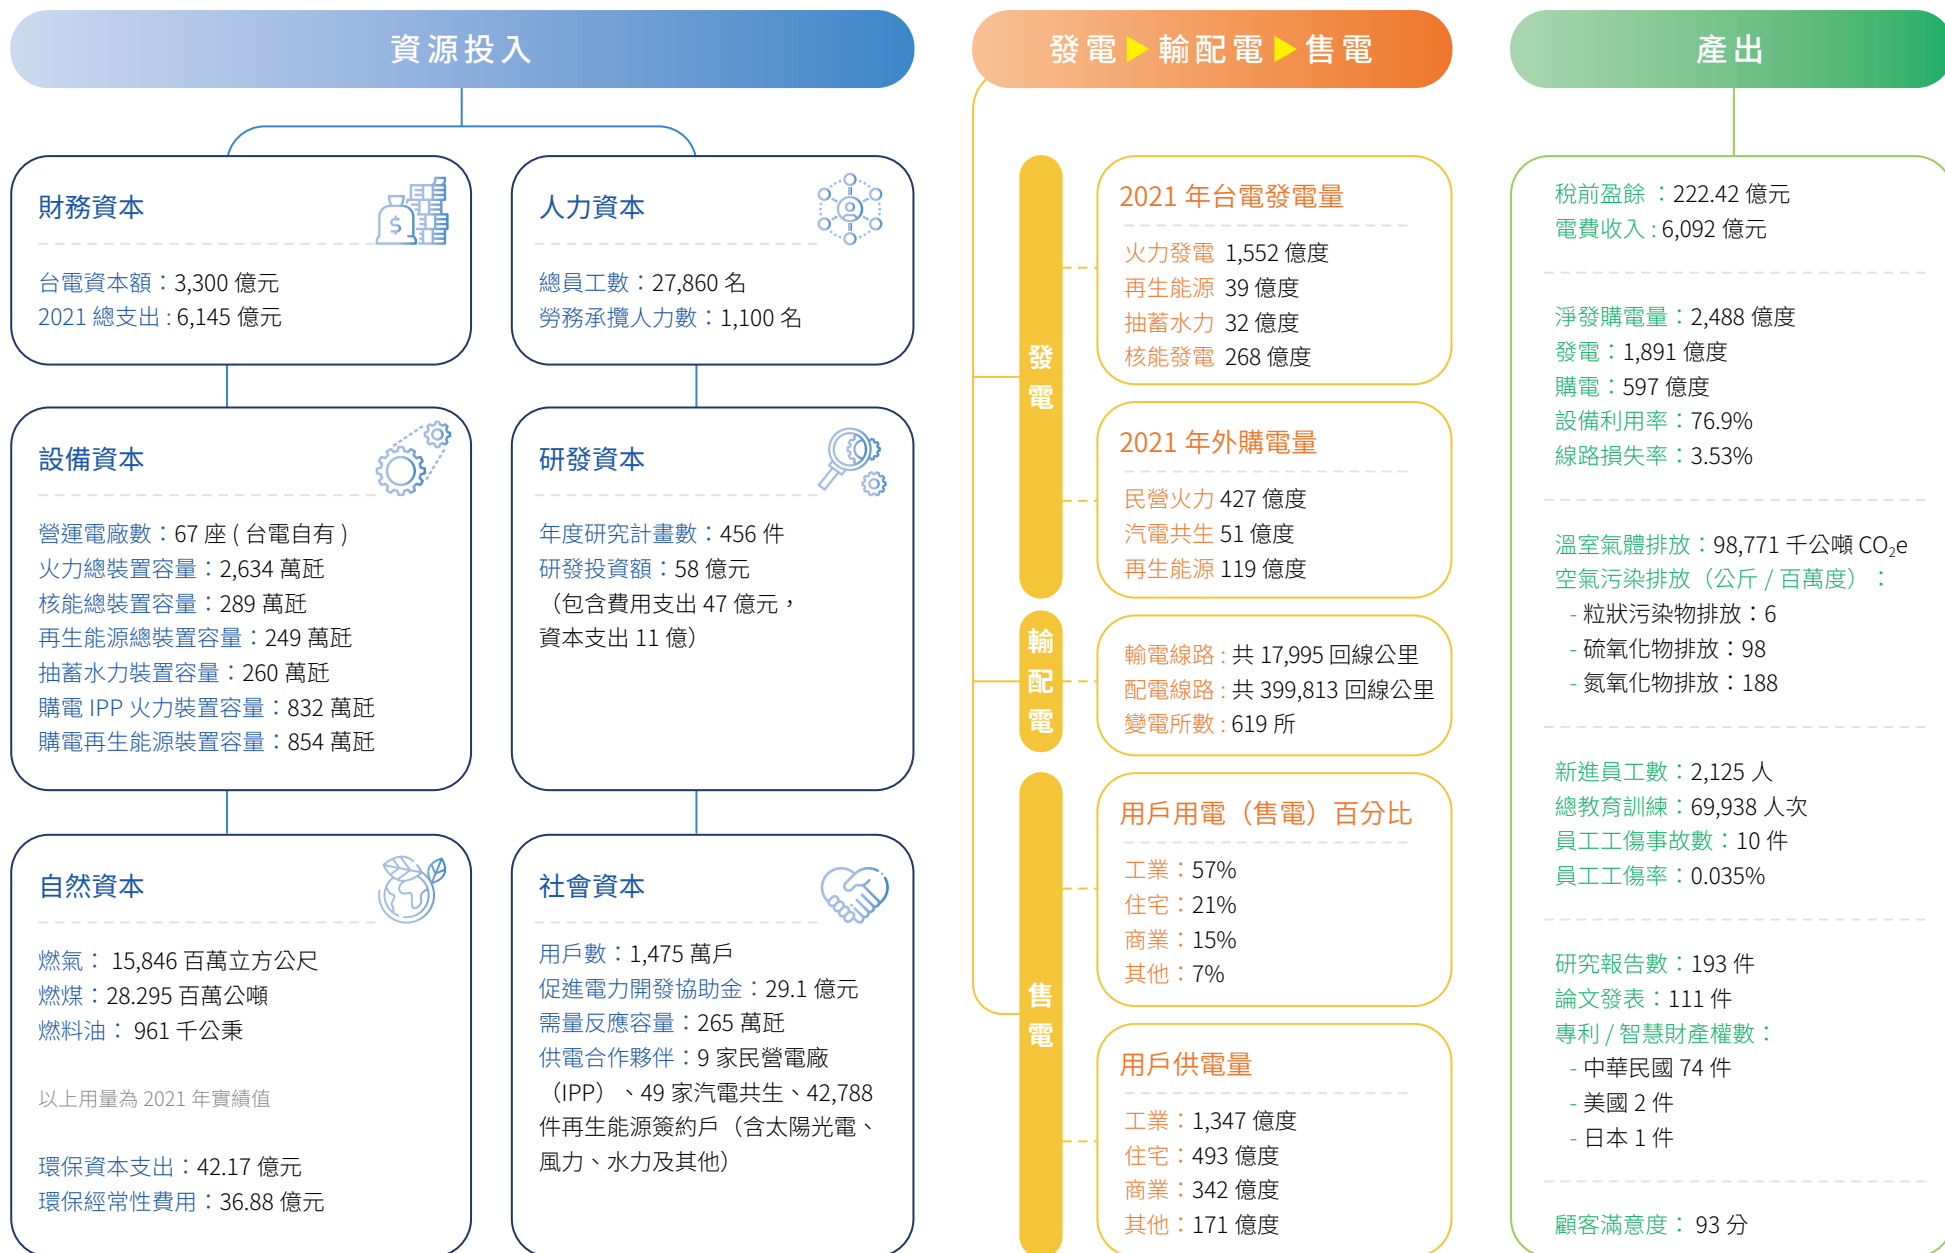 資源投入
財務資本
台電資本額：3,300 億元
2021 總支出 : 6,145 億元
人力資本
總員工數：27,860 名
勞務承攬人力數：1,100 名
設備資本
營運電廠數：67 座 ( 台電自有 )
火力總裝置容量：2,634 萬瓩
核能總裝置容量：289 萬瓩
再生能源總裝置容量：249 萬瓩
抽蓄水力裝置容量：260 萬瓩
購電 IPP 火力裝置容量：832 萬瓩
購電再生能源裝置容量：854 萬瓩
研發資本
年度研究計畫數：456 件
研發投資額：58 億元
（包含費用支出 47 億元，
資本支出 11 億）
自然資本
燃氣： 15,846 百萬立方公尺
燃煤：28.295 百萬公噸
燃料油： 961 千公秉
以上用量為 2021 年實績值
環保資本支出：42.17 億元
環保經常性費用：36.88 億元
社會資本
用戶數：1,475 萬戶
促進電力開發協助金：29.1 億元
需量反應容量：265 萬瓩
供電合作夥伴：9 家民營電廠
（IPP）、49 家汽電共生、42,788
件再生能源簽約戶（含太陽光電、
風力、水力及其他）
發電▶輸配電▶售電
發電
2021 年台電發電量
火力發電 1,552 億度
再生能源 39 億度
抽蓄水力 32 億度
核能發電 268 億度
2021 年外購電量
民營火力 427 億度
汽電共生 51 億度
再生能源 119 億度
輸配電
輸電線路 : 共 17,995 回線公里
配電線路 : 共 399,813 回線公里
變電所數 : 619 所
售電
用戶用電（售電）百分比
工業：57%
住宅：21%
商業：15%
其他：7%
用戶供電量
工業：1,347 億度
住宅：493 億度
商業：342 億度
其他：171 億度
產出
稅前盈餘 ：222.42 億元
電費收入 : 6,092 億元
淨發購電量：2,488 億度
發電：1,891 億度
購電：597 億度
設備利用率：76.9%
線路損失率：3.53%
溫室氣體排放：98,771 千公噸 CO₂e
空氣污染排放（公斤 / 百萬度）：
- 粒狀污染物排放：6
- 硫氧化物排放：98
- 氮氧化物排放：188
新進員工數：2,125 人
總教育訓練：69,938 人次
員工工傷事故數：10 件
員工工傷率：0.035%
研究報告數：193 件
論文發表：111 件
專利 / 智慧財產權數：
- 中華民國 74 件
- 美國 2 件
- 日本 1 件
顧客滿意度： 93 分